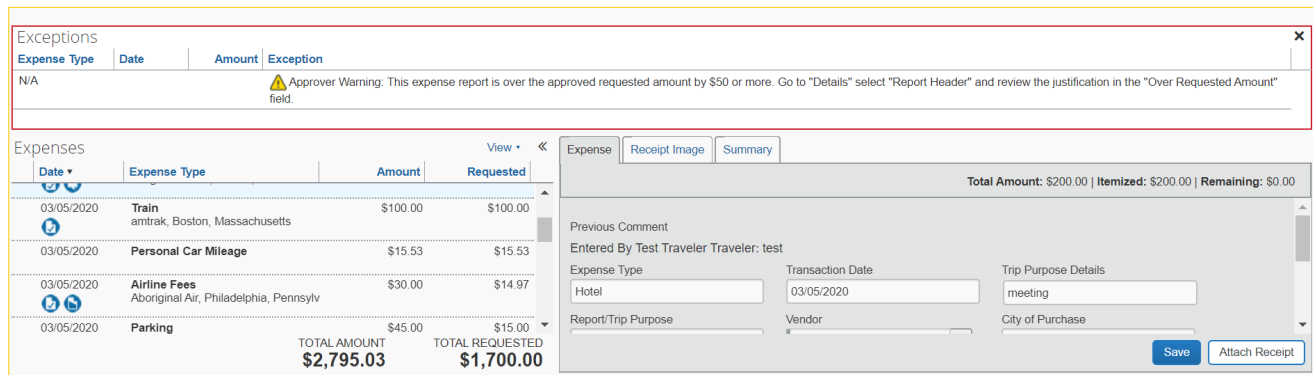 Exceptions
Expense Type Date Amount Exception
N/A Approver Warning: This expense report is over the approved requested amount by $50 or more. Go to "Details" select "Report Header" and review the justification in the "Over Requested Amount"
field.
Expenses View
Date Expense Type Amount Requested
03/05/2020 Train $100.00 $100.00
amtrak, Boston, Massachusetts
03/05/2020 Personal Car Mileage $15.53 $15.53
03/05/2020 Airline Fees $30.00 $14.97
Aboriginal Air, Philadelphia, Pennsylv
03/05/2020 Parking $45.00 $15.00
TOTAL AMOUNT TOTAL REQUESTED
$2,795.03 $1,700.00
Expense Receipt Image Summary
Total Amount: $200.00 | Itemized: $200.00 | Remaining: $0.00
Previous Comment
Entered By Test Traveler Traveler: test
Expense Type Transaction Date Trip Purpose Details
Hotel 03/05/2020 meeting
Report/Trip Purpose Vendor City of Purchase
Save Attach Receipt